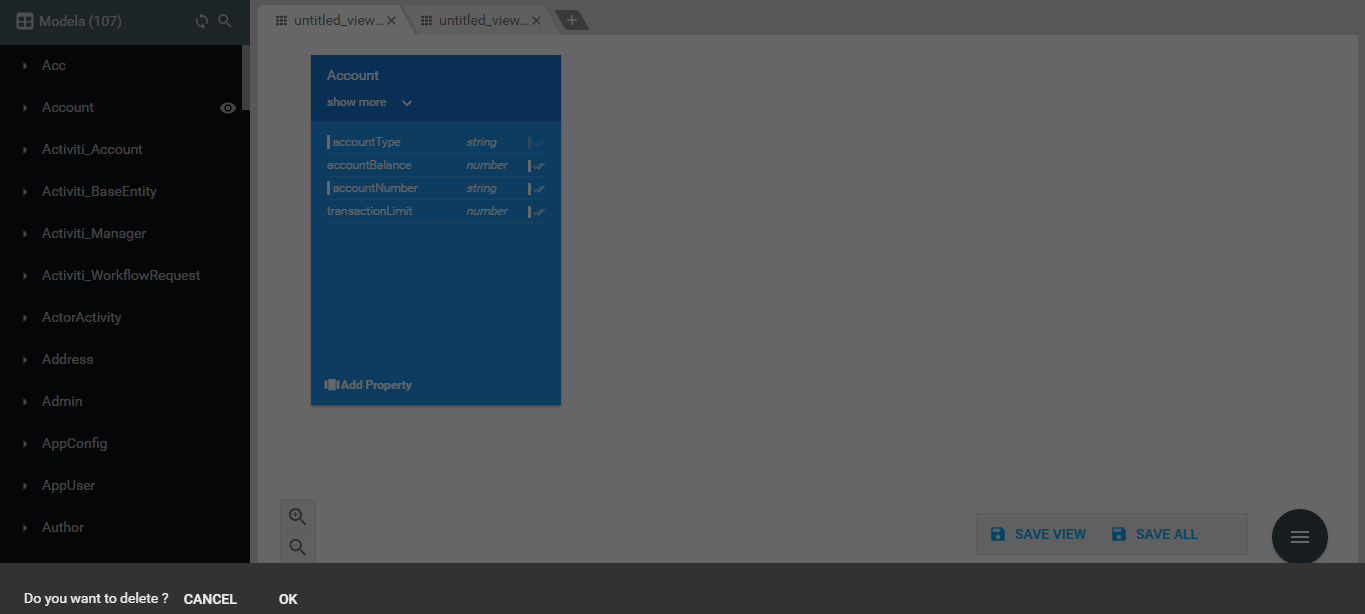 Models (107)
Acc
Account
Activiti_Account
Activiti_BaseEntity
Activiti_Manager
Activiti_WorkflowRequest
ActorActivity
Address
Admin
AppConfig
AppUser
Author
untitled_view...
untitled_view...
Account
show more
accountType string
accountBalance number
accountNumber string
transactionLimit number
Add Property
SAVE VIEW SAVE ALL
Do you want to delete ? CANCEL OK